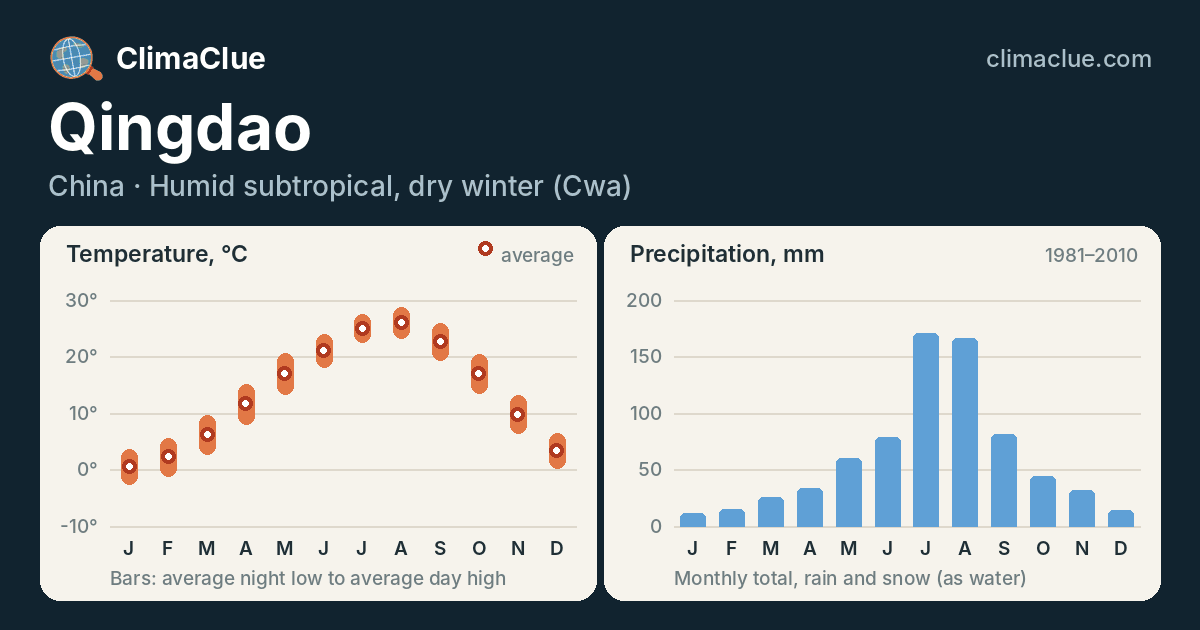 ClimaClue
climaclue.com
Qingdao
China · Humid subtropical, dry winter (Cwa)
Temperature, °C
average
30°
20°
10°
0°
-10°
J F M A M J J A S O N D
Bars: average night low to average day high
Precipitation, mm
1981–2010
200
150
100
50
0
J F M A M J J A S O N D
Monthly total, rain and snow (as water)